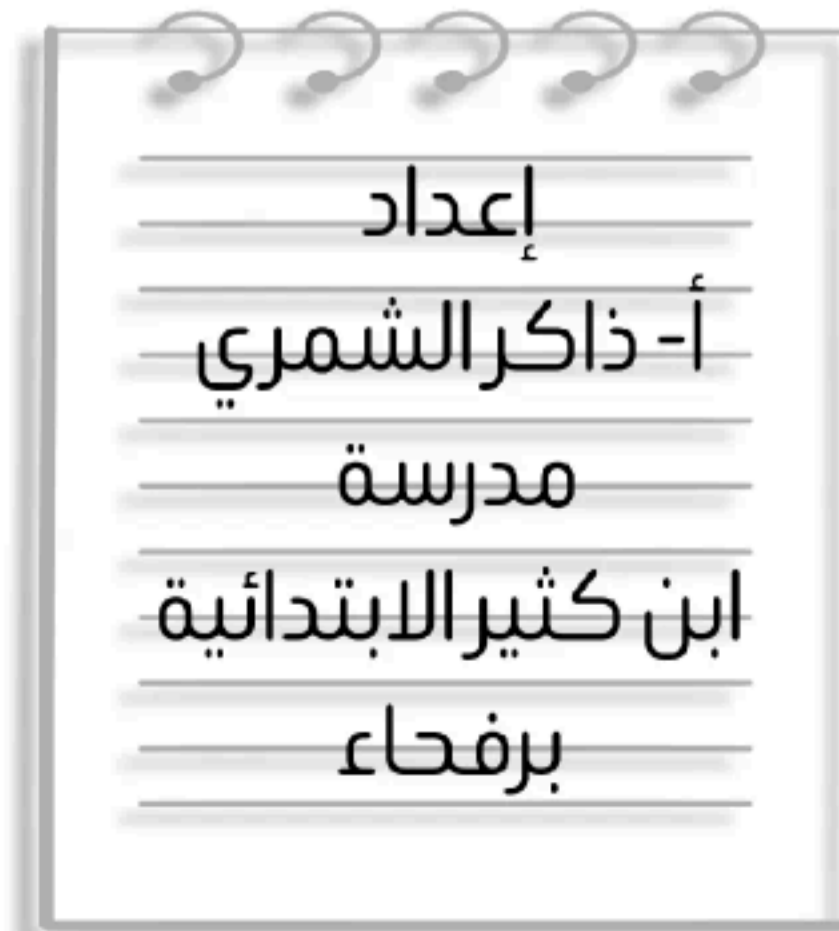 إعداد
أ- ذاكر الشمري
مدرسة
ابن كثير الابتدائية
برفحاء